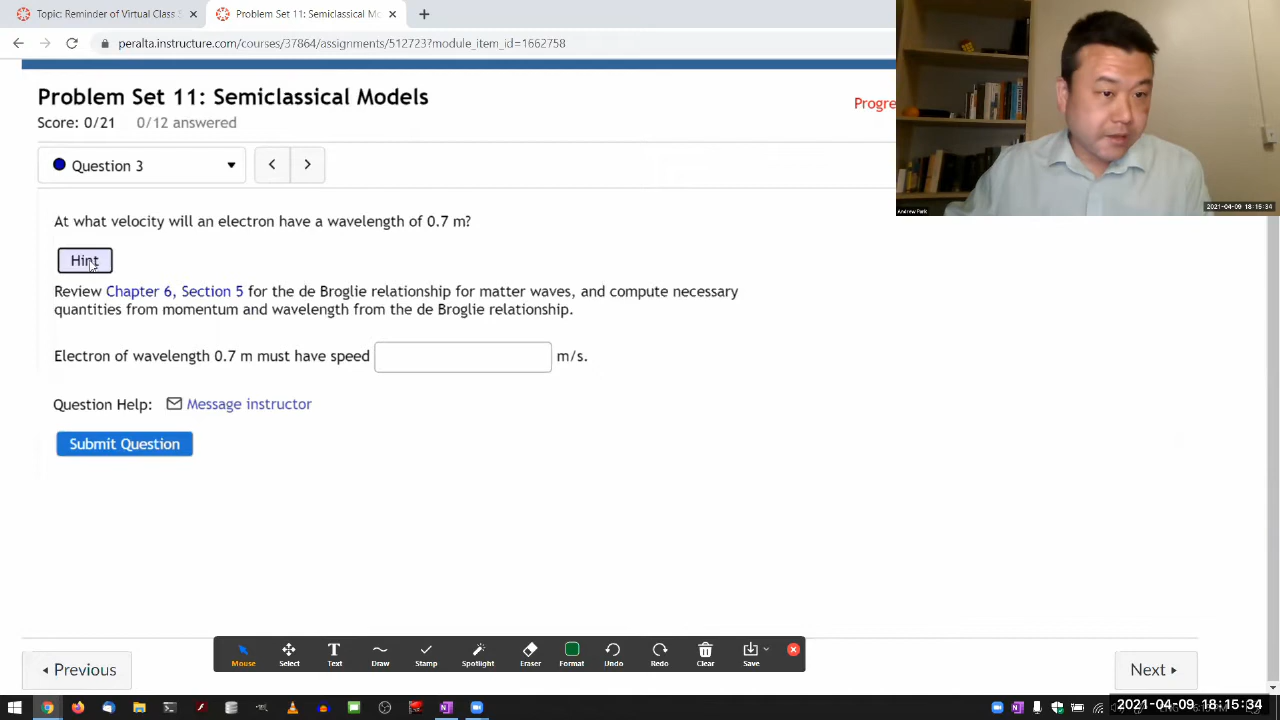 Topic: Reminder of Virtual Class
Problem Set 11: Semiclassical Mo
peralta.instructure.com/courses/37864/assignments/512723?module_item_id=1662758
Problem Set 11: Semiclassical Models
Progre
Score: 0/21 0/12 answered
Question 3
At what velocity will an electron have a wavelength of 0.7 m?
Hint
Review Chapter 6, Section 5 for the de Broglie relationship for matter waves, and compute necessary
quantities from momentum and wavelength from the de Broglie relationship.
Electron of wavelength 0.7 m must have speed m/s.
Question Help: Message instructor
Submit Question
Andrew Park
2021-04-09 18:15:34
Mouse Select Text Draw Stamp Spotlight Eraser Format Undo Redo Clear Save
Previous
Next
2021-04-09 18:15:34